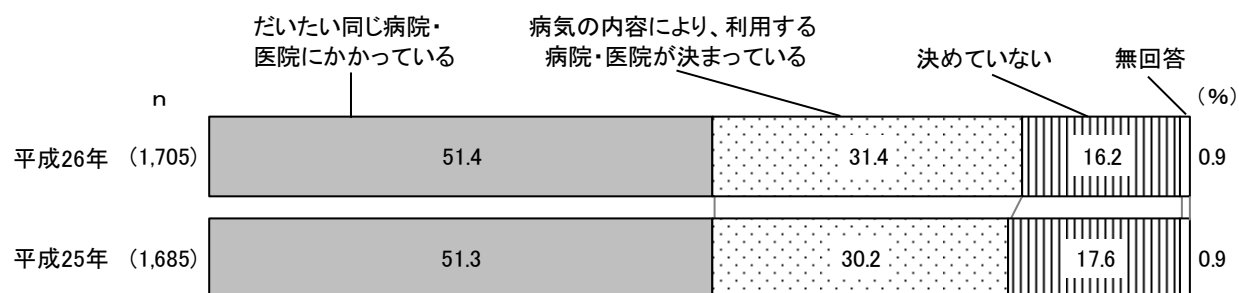 だいたい同じ病院・
医院にかかっている
病気の内容により、利用する
病院・医院が決まっている
決めていない
無回答
n
(%)
平成26年 (1,705) 51.4 31.4 16.2 0.9
平成25年 (1,685) 51.3 30.2 17.6 0.9